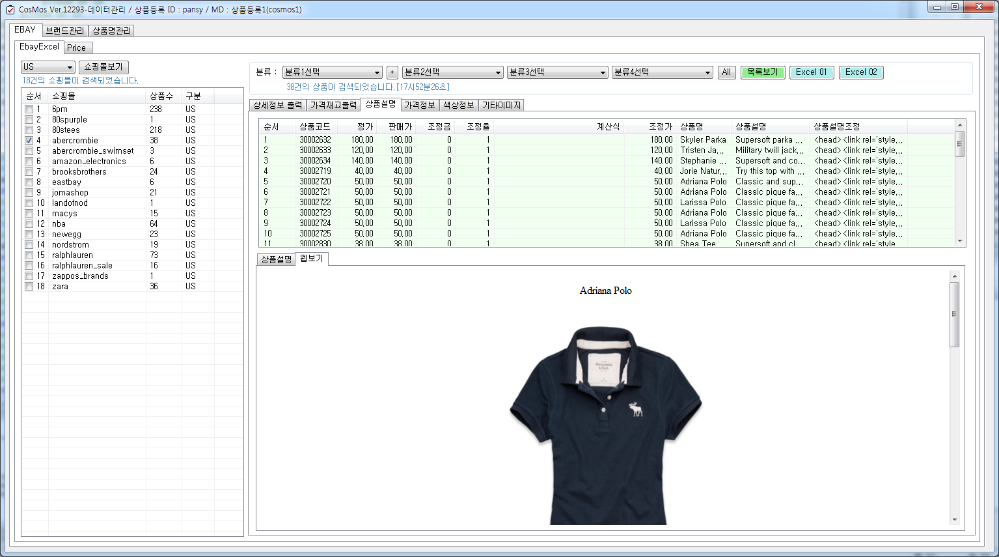 CosMos Ver.12293-데이터관리 / 상품등록 ID : pansy / MD : 상품등록1(cosmos1)
EBAY 브랜드관리 상품명관리
EbayExcel Price
US 쇼핑몰보기
18건의 쇼핑몰이 검색되었습니다.
순서 쇼핑몰 상품수 구분
1 6pm 238 US
2 80spurple 1 US
3 80stees 218 US
4 abercrombie 38 US
5 abercrombie_swimset 3 US
6 amazon_electronics 6 US
7 brooksbrothers 24 US
8 eastbay 6 US
9 jomashop 21 US
10 landofnod 1 US
11 macys 15 US
12 nba 64 US
13 newegg 23 US
14 nordstrom 19 US
15 ralphlauren 73 US
16 ralphlauren_sale 16 US
17 zappos_brands 1 US
18 zara 36 US
분류 : 분류1선택 + 분류2선택 분류3선택 분류4선택 All 목록보기 Excel 01 Excel 02
38건의 상품이 검색되었습니다.[17시52분26초]
상세정보 출력 가격재고출력 상품설명 가격정보 색상정보 기타이미지
순서 상품코드 정가 판매가 조정금 조정율 계산식 조정가 상품명 상품설명 상품설명조정
1 30002632 180.00 180.00 0 1 180.00 Skyler Parka Supersoft parka ... <head> <link rel='style...
2 30002633 120.00 120.00 0 1 120.00 Tristen Ja... Military twill jack... <head> <link rel='style...
3 30002634 140.00 140.00 0 1 140.00 Stephanie ... Supersoft and co... <head> <link rel='style...
4 30002719 40.00 40.00 0 1 40.00 Jorie Natur... Try this top with ... <head> <link rel='style...
5 30002720 50.00 50.00 0 1 50.00 Adriana Polo Classic and sup... <head> <link rel='style...
6 30002721 50.00 50.00 0 1 50.00 Adriana Polo Classic pique fa... <head> <link rel='style...
7 30002722 50.00 50.00 0 1 50.00 Larissa Polo Classic pique fa... <head> <link rel='style...
8 30002723 50.00 50.00 0 1 50.00 Adriana Polo Classic pique fa... <head> <link rel='style...
9 30002724 50.00 50.00 0 1 50.00 Larissa Polo Classic pique fa... <head> <link rel='style...
10 30002725 50.00 50.00 0 1 50.00 Adriana Polo Classic pique fa... <head> <link rel='style...
11 30002830 38.00 38.00 0 1 38.00 Shea Tee Supersoft and cl <head> <link rel='style
상품설명 웹보기
Adriana Polo
Abercrombie
& Fitch